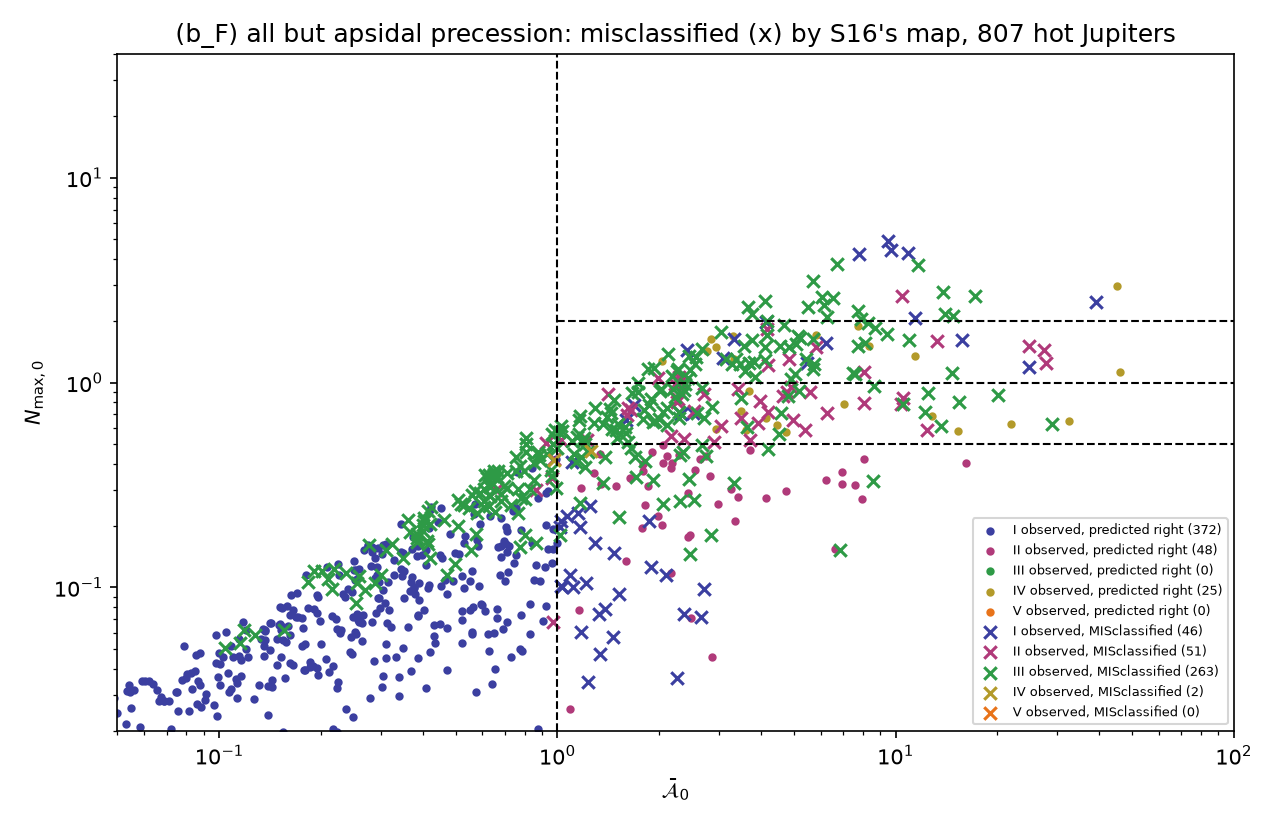 (b_F) all but apsidal precession: misclassified (x) by S16's map, 807 hot Jupiters
10¹
10⁰
10⁻¹
N_max, 0
I observed, predicted right (372)
II observed, predicted right (48)
III observed, predicted right (0)
IV observed, predicted right (25)
V observed, predicted right (0)
I observed, MISclassified (46)
II observed, MISclassified (51)
III observed, MISclassified (263)
IV observed, MISclassified (2)
V observed, MISclassified (0)
10⁻¹ 10⁰ 10¹ 10²
𝒜̄₀